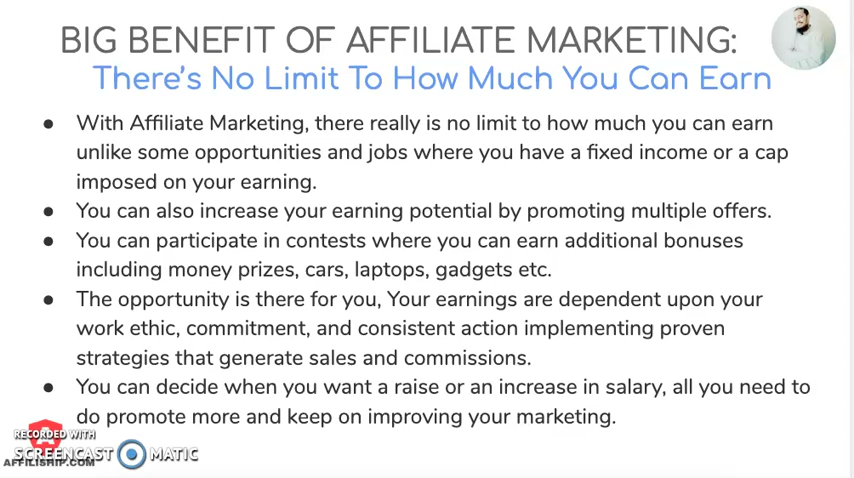 BIG BENEFIT OF AFFILIATE MARKETING:
There's No Limit To How Much You Can Earn
● With Affiliate Marketing, there really is no limit to how much you can earn
unlike some opportunities and jobs where you have a fixed income or a cap
imposed on your earning.
● You can also increase your earning potential by promoting multiple offers.
● You can participate in contests where you can earn additional bonuses
including money prizes, cars, laptops, gadgets etc.
● The opportunity is there for you, Your earnings are dependent upon your
work ethic, commitment, and consistent action implementing proven
strategies that generate sales and commissions.
● You can decide when you want a raise or an increase in salary, all you need to
do promote more and keep on improving your marketing.
RECORDED WITH
SCREENCAST MATIC
AFFILISHIP.COM